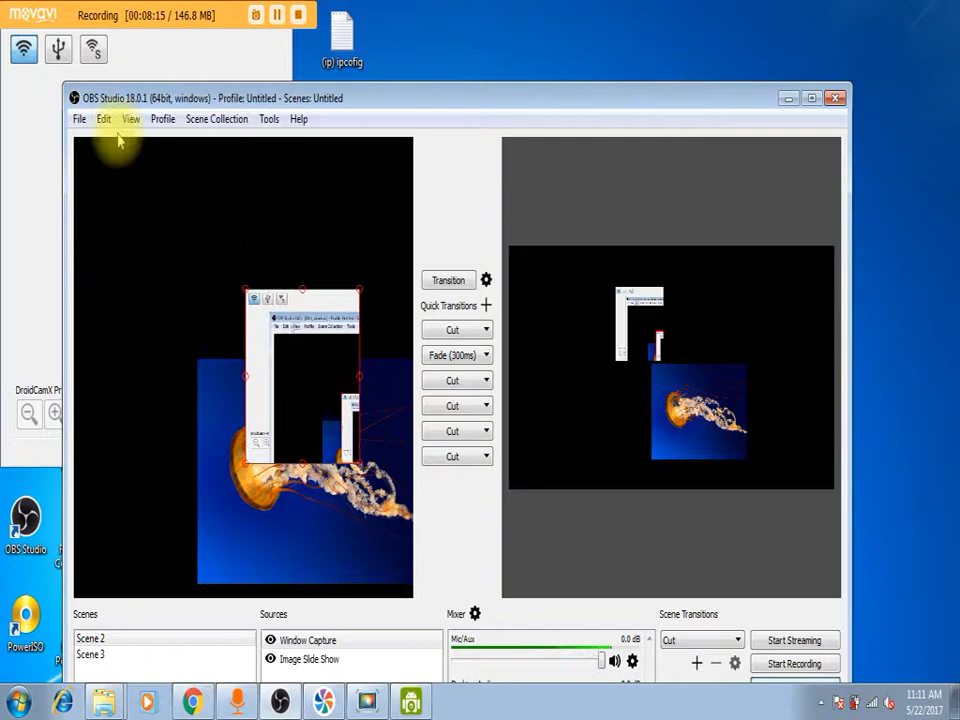 movavi
Recording [00:08:15 / 146.8 MB]
(ip) ipcofig
OBS Studio 18.0.1 (64bit, windows) - Profile: Untitled - Scenes: Untitled
File Edit View Profile Scene Collection Tools Help
Transition
Quick Transitions
Cut
Fade (300ms)
Cut
Cut
Cut
Cut
DroidCamX Pr
OBS Studio
PowerISO
Scenes
Sources
Mixer
Scene Transitions
Scene 2
Window Capture
Mic/Aux
0.0 dB
Cut
Start Streaming
Scene 3
Image Slide Show
Start Recording
11:11 AM
5/22/2017